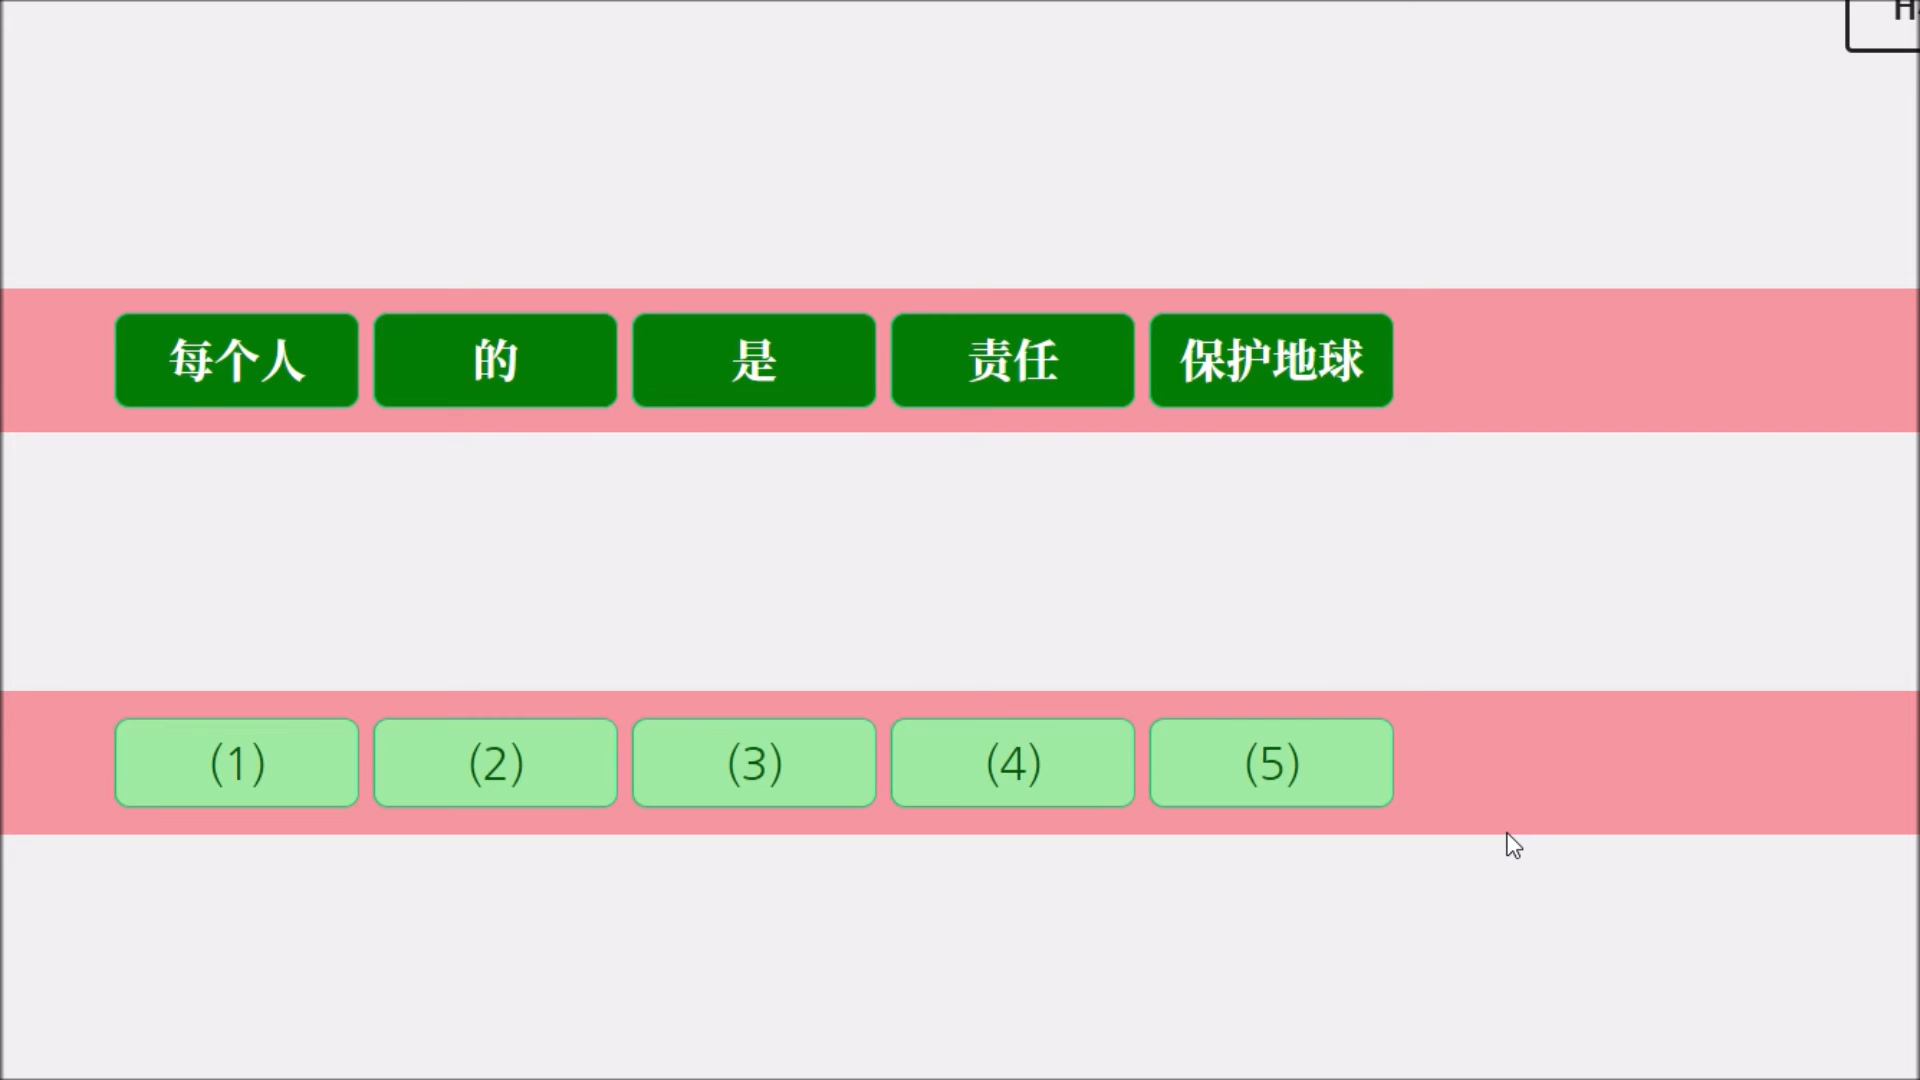 每个人 的 是 责任 保护地球
(1) (2) (3) (4) (5)